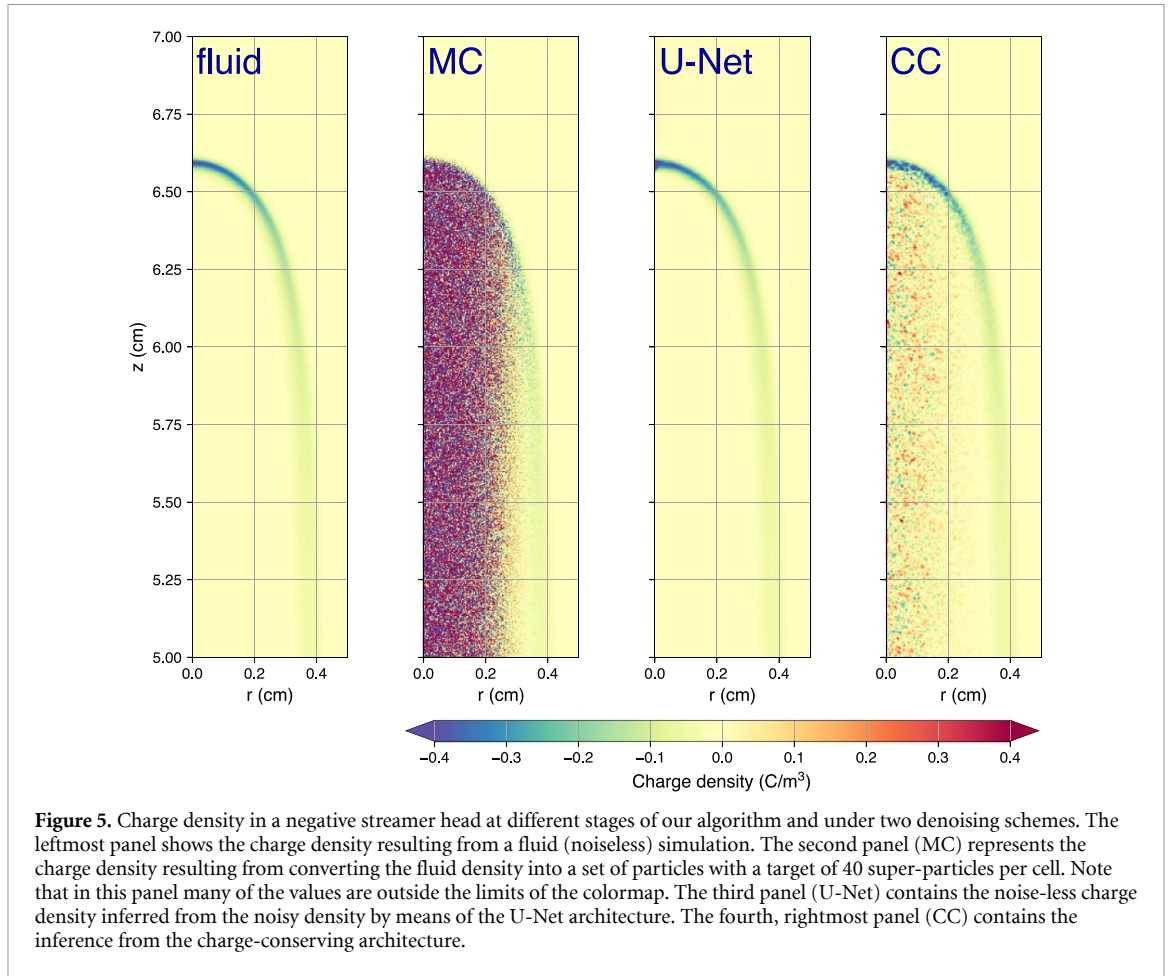 fluid
MC
U-Net
CC
7.00
6.75
6.50
6.25
6.00
5.75
5.50
5.25
5.00
z (cm)
0.0 0.2 0.4
0.0 0.2 0.4
0.0 0.2 0.4
0.0 0.2 0.4
r (cm)
r (cm)
r (cm)
r (cm)
−0.4 −0.3 −0.2 −0.1 0.0 0.1 0.2 0.3 0.4
Charge density (C/m³)
Figure 5. Charge density in a negative streamer head at different stages of our algorithm and under two denoising schemes. The
leftmost panel shows the charge density resulting from a fluid (noiseless) simulation. The second panel (MC) represents the
charge density resulting from converting the fluid density into a set of particles with a target of 40 super-particles per cell. Note
that in this panel many of the values are outside the limits of the colormap. The third panel (U-Net) contains the noise-less charge
density inferred from the noisy density by means of the U-Net architecture. The fourth, rightmost panel (CC) contains the
inference from the charge-conserving architecture.